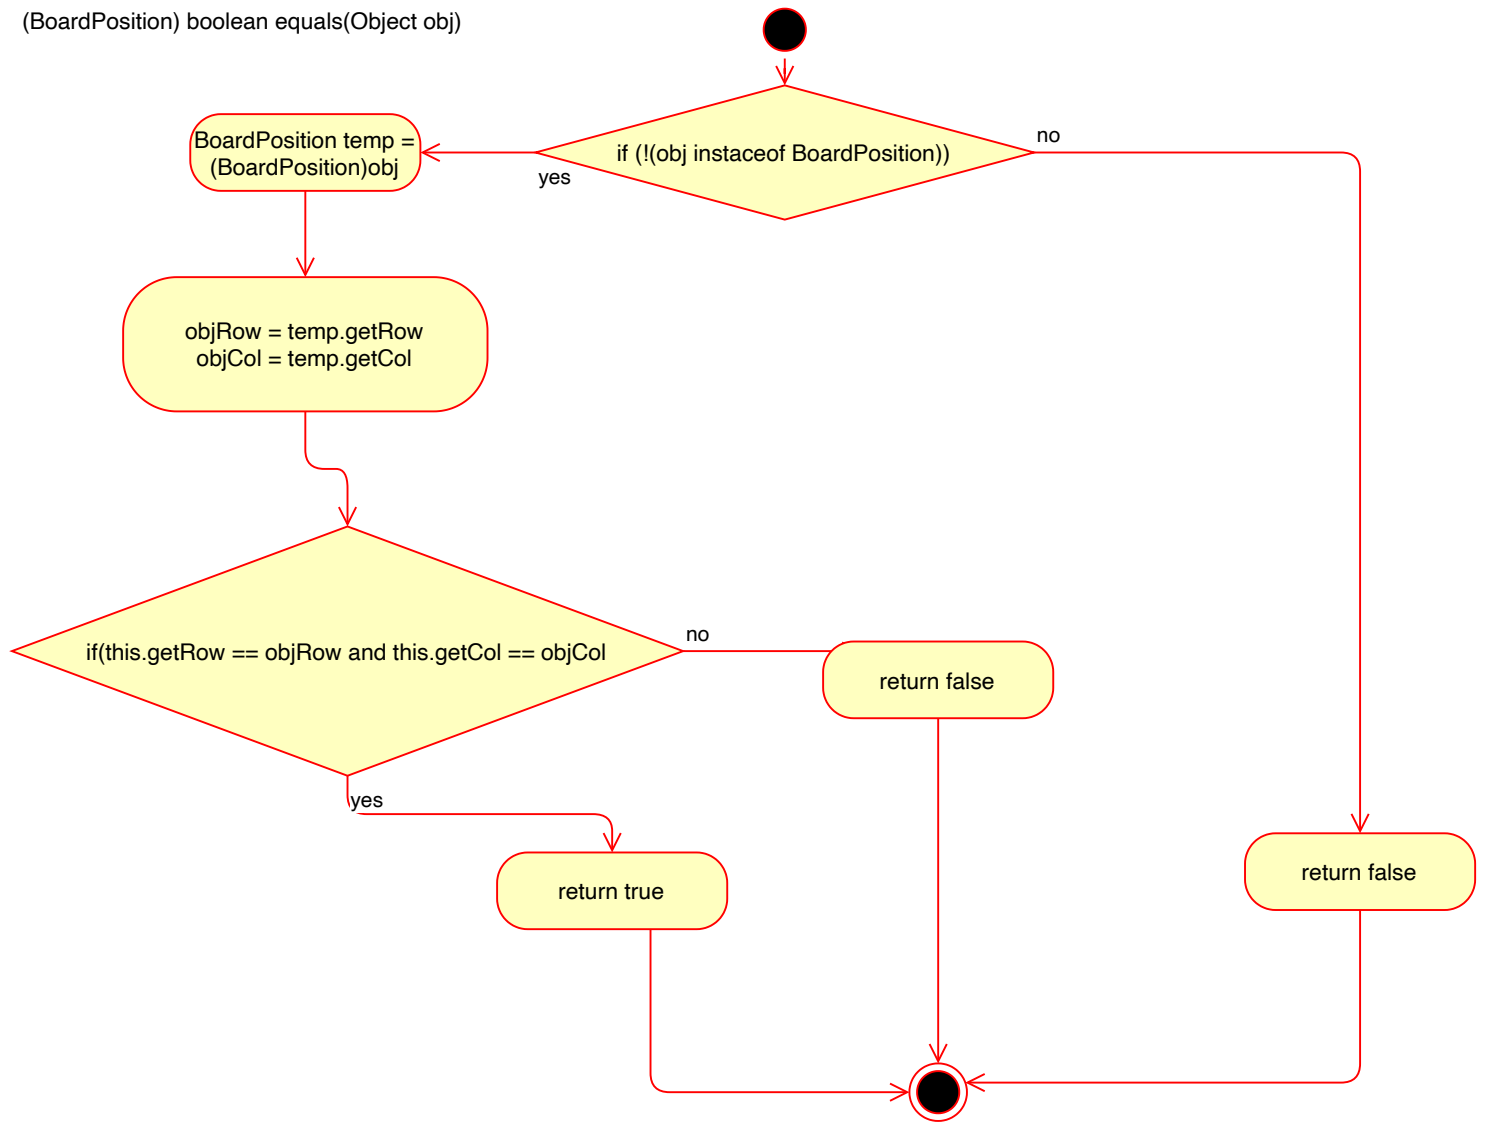 (BoardPosition) boolean equals(Object obj)
if (!(obj instaceof BoardPosition))
no
yes
BoardPosition temp =
(BoardPosition)obj
objRow = temp.getRow
objCol = temp.getCol
if(this.getRow == objRow and this.getCol == objCol
no
return false
yes
return true
return false